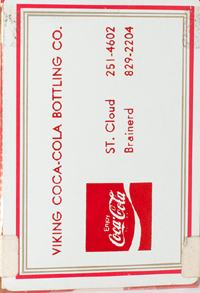 VIKING COCA-COLA BOTTLING CO.
ST. Cloud 251-4602
Brainerd 829-2204
Enjoy
Coca-Cola